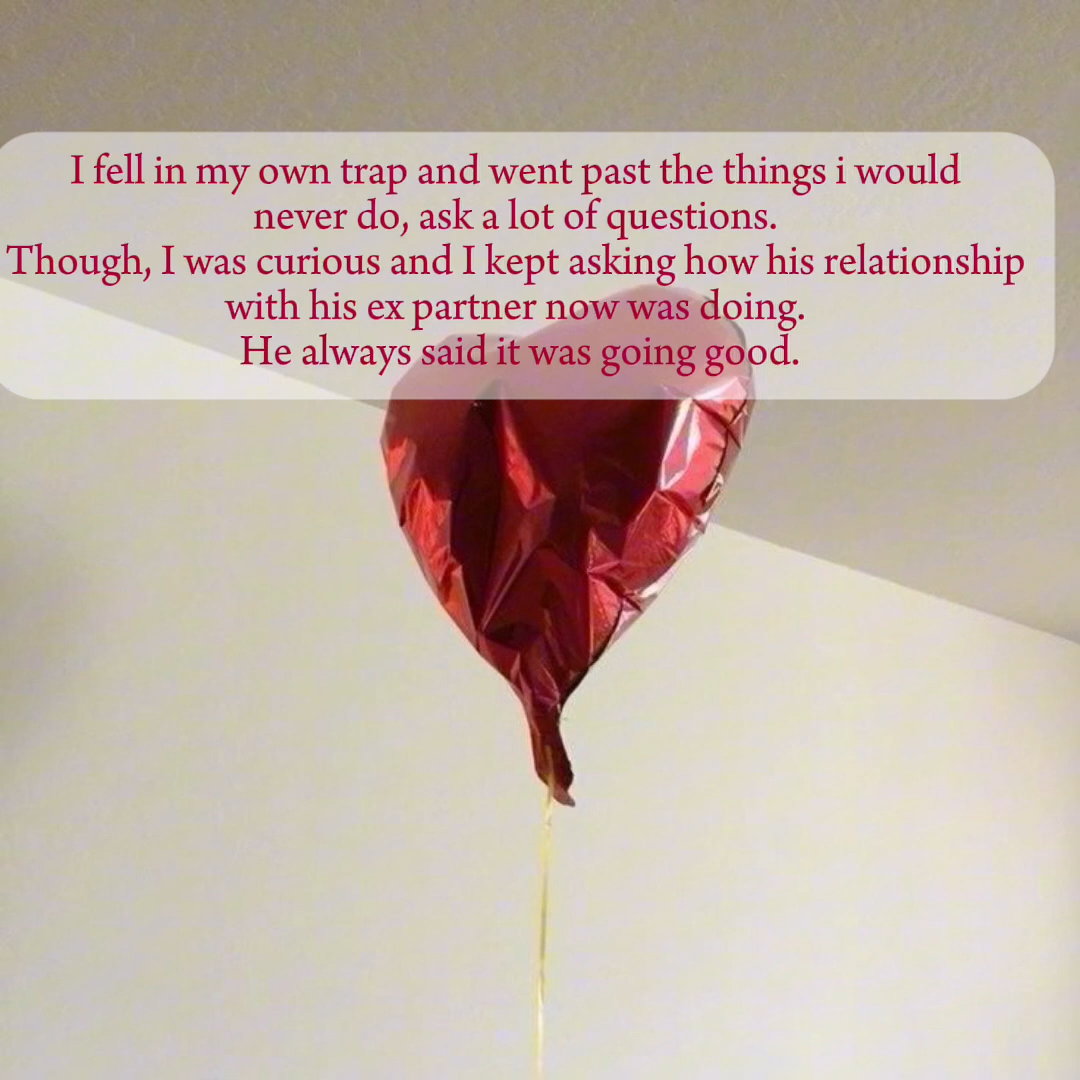 I fell in my own trap and went past the things i would
never do, ask a lot of questions.
Though, I was curious and I kept asking how his relationship
with his ex partner now was doing.
He always said it was going good.